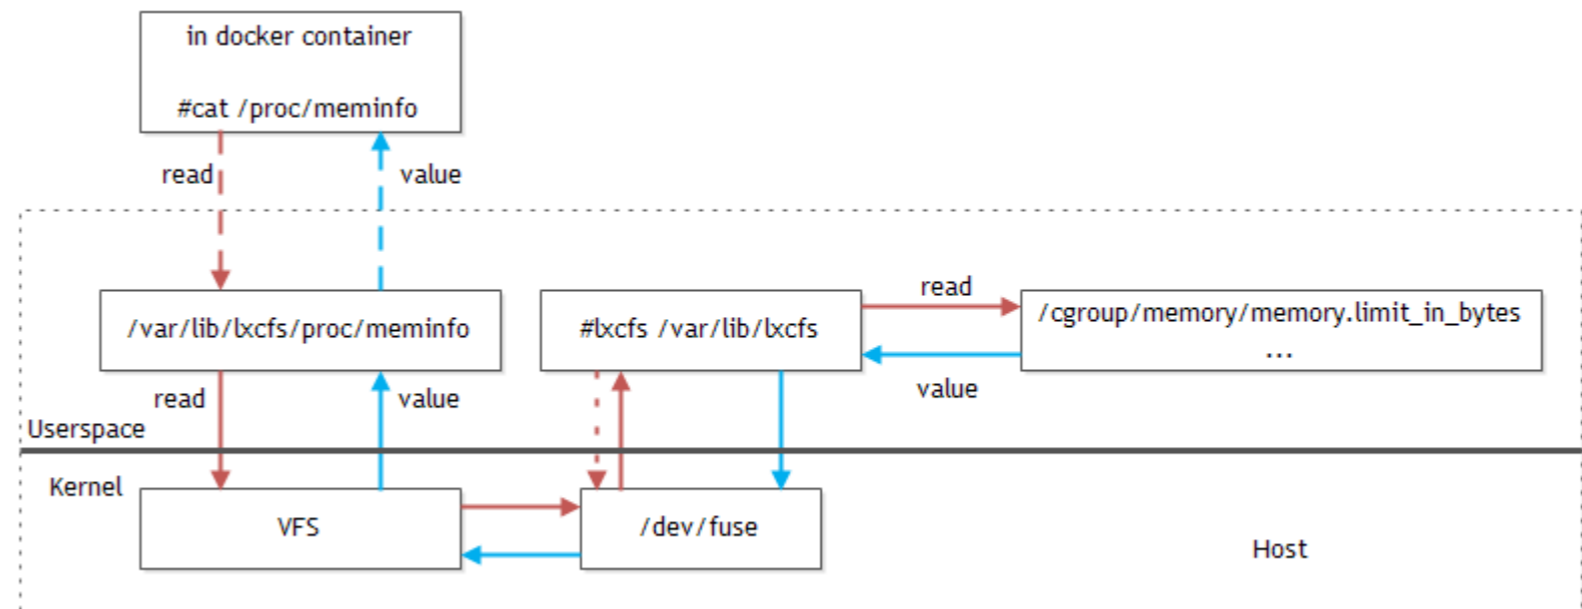 in docker container
#cat /proc/meminfo
read
value
/var/lib/lxcfs/proc/meminfo
#lxcfs /var/lib/lxcfs
read
/cgroup/memory/memory.limit_in_bytes
...
value
read
value
Userspace
Kernel
VFS
/dev/fuse
Host